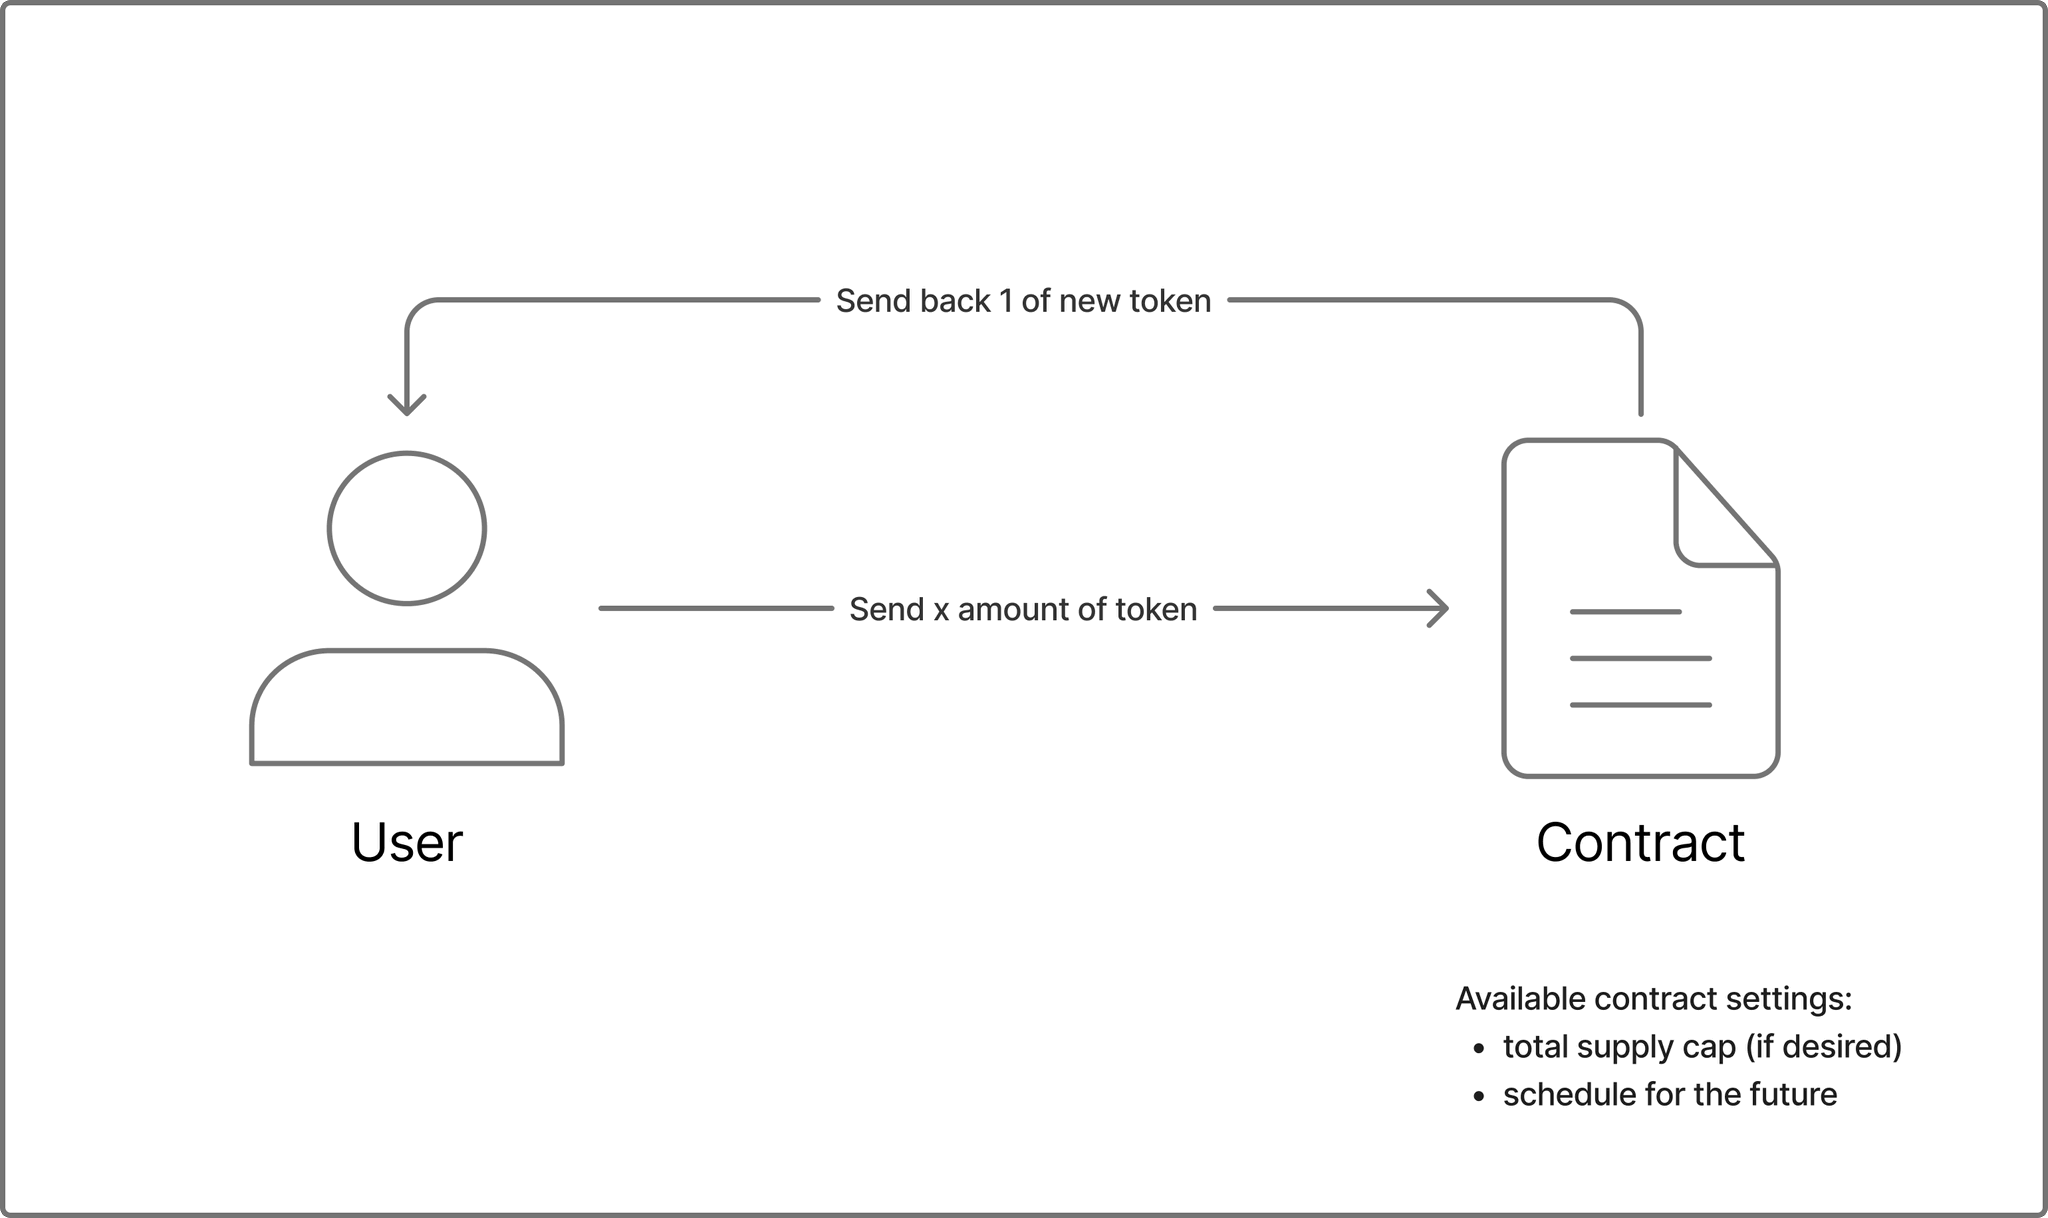 Send back 1 of new token
Send x amount of token
User
Contract
Available contract settings:
• total supply cap (if desired)
• schedule for the future